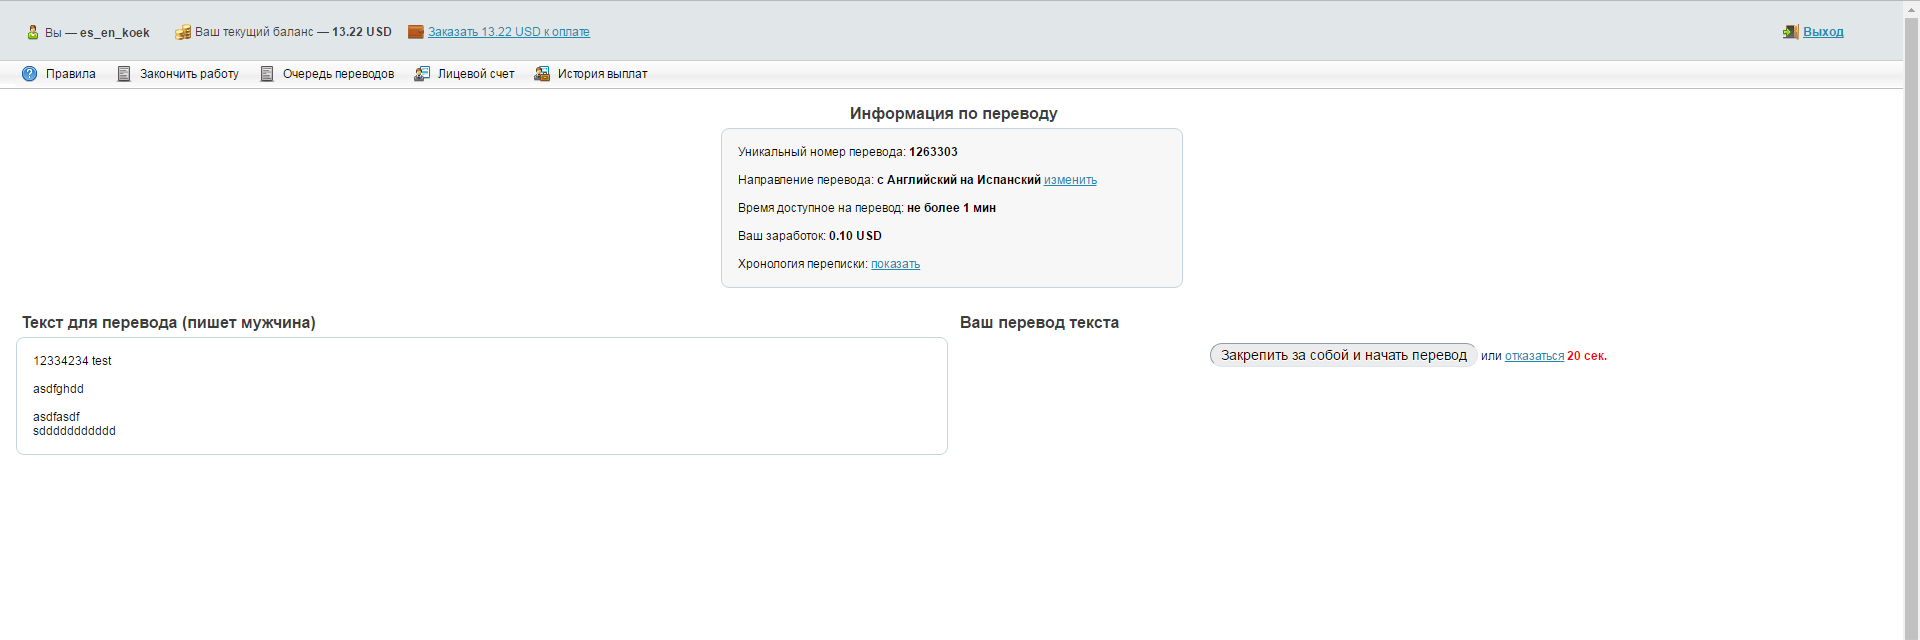 Вы — es_en_koek Ваш текущий баланс — 13.22 USD Заказать 13.22 USD к оплате Выход
Правила Закончить работу Очередь переводов Лицевой счет История выплат
Информация по переводу
Уникальный номер перевода: 1263303
Направление перевода: с Английский на Испанский изменить
Время доступное на перевод: не более 1 мин
Ваш заработок: 0.10 USD
Хронология переписки: показать
Текст для перевода (пишет мужчина)
12334234 test
asdfghdd
asdfasdf
sddddddddddd
Ваш перевод текста
Закрепить за собой и начать перевод или отказаться 20 сек.